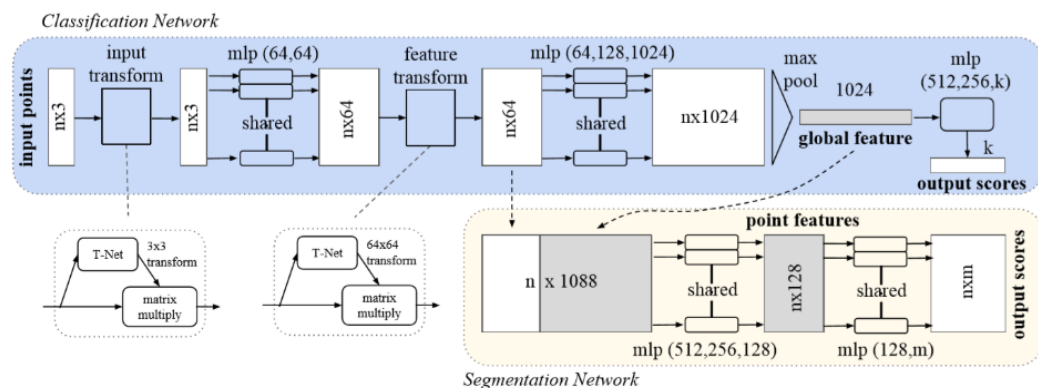 Classification Network
input points
nx3
input
transform
nx3
mlp (64,64)
shared
nx64
feature
transform
nx64
mlp (64,128,1024)
shared
nx1024
max
pool
1024
global feature
mlp
(512,256,k)
k
output scores
T-Net
3x3
transform
matrix
multiply
T-Net
64x64
transform
matrix
multiply
point features
n x 1088
shared
mlp (512,256,128)
nx128
shared
mlp (128,m)
nxm
output scores
Segmentation Network